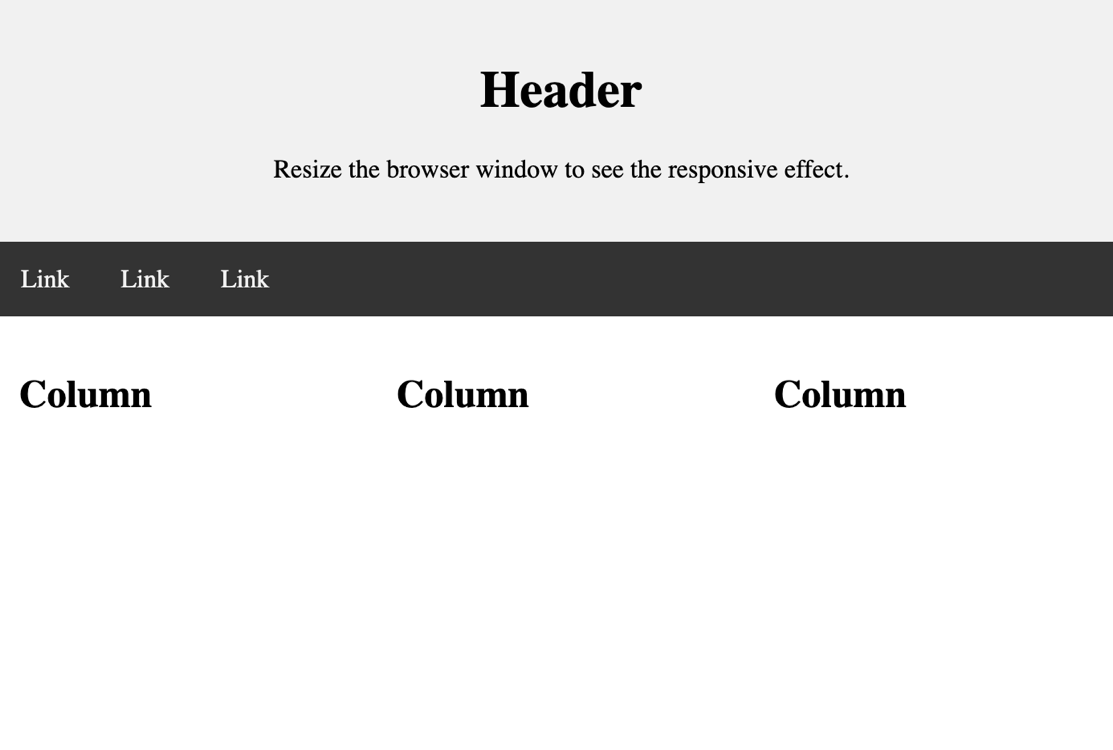 Header
Resize the browser window to see the responsive effect.
Link Link Link
Column Column Column